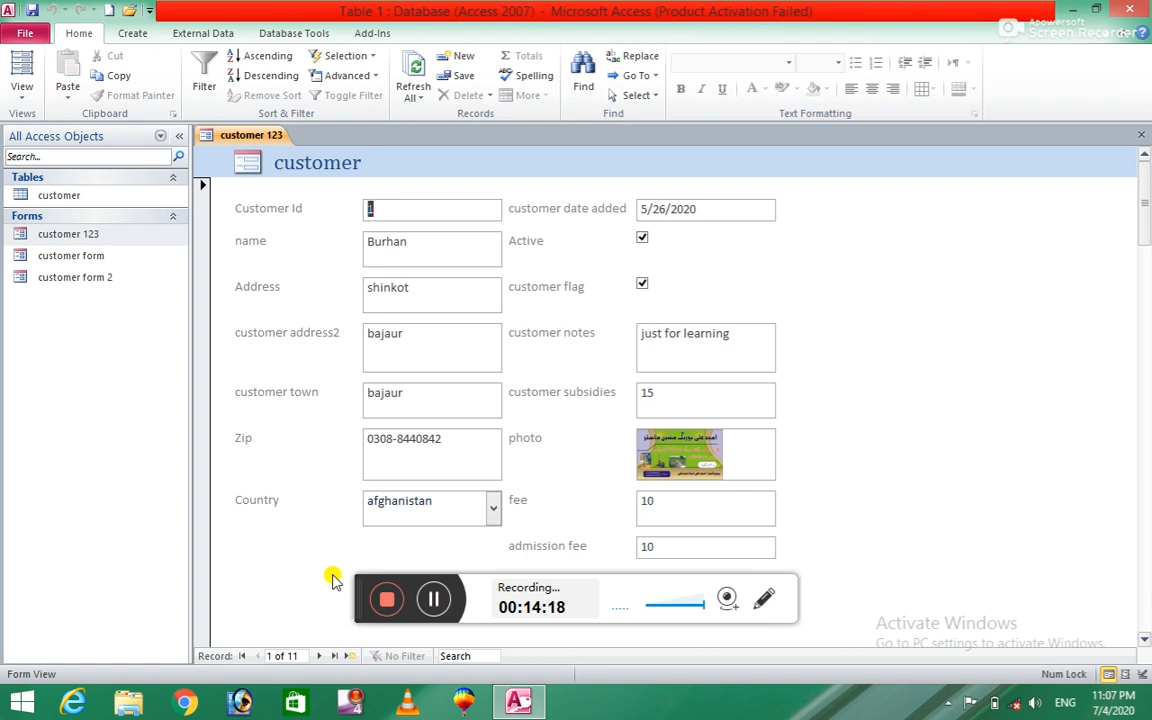 Table 1 : Database (Access 2007) - Microsoft Access (Product Activation Failed)
Apowersoft
Screen Recorder
File Home Create External Data Database Tools Add-Ins
View
Views
Paste
Cut
Copy
Format Painter
Clipboard
Filter
Ascending
Descending
Remove Sort
Selection
Advanced
Toggle Filter
Sort & Filter
Refresh
All
New
Save
Delete
Totals
Spelling
More
Records
Find
Replace
Go To
Select
Find
B I U A
Text Formatting
All Access Objects
Search...
Tables
customer
Forms
customer 123
customer form
customer form 2
customer 123
customer
Customer Id 1 customer date added 5/26/2020
name Burhan Active
Address shinkot customer flag
customer address2 bajaur customer notes just for learning
customer town bajaur customer subsidies 15
Zip 0308-8440842 photo
Country afghanistan fee 10
admission fee 10
Recording...
00:14:18
Activate Windows
Go to PC settings to activate Windows.
Record: 1 of 11 No Filter Search
Form View Num Lock
ENG 11:07 PM
7/4/2020